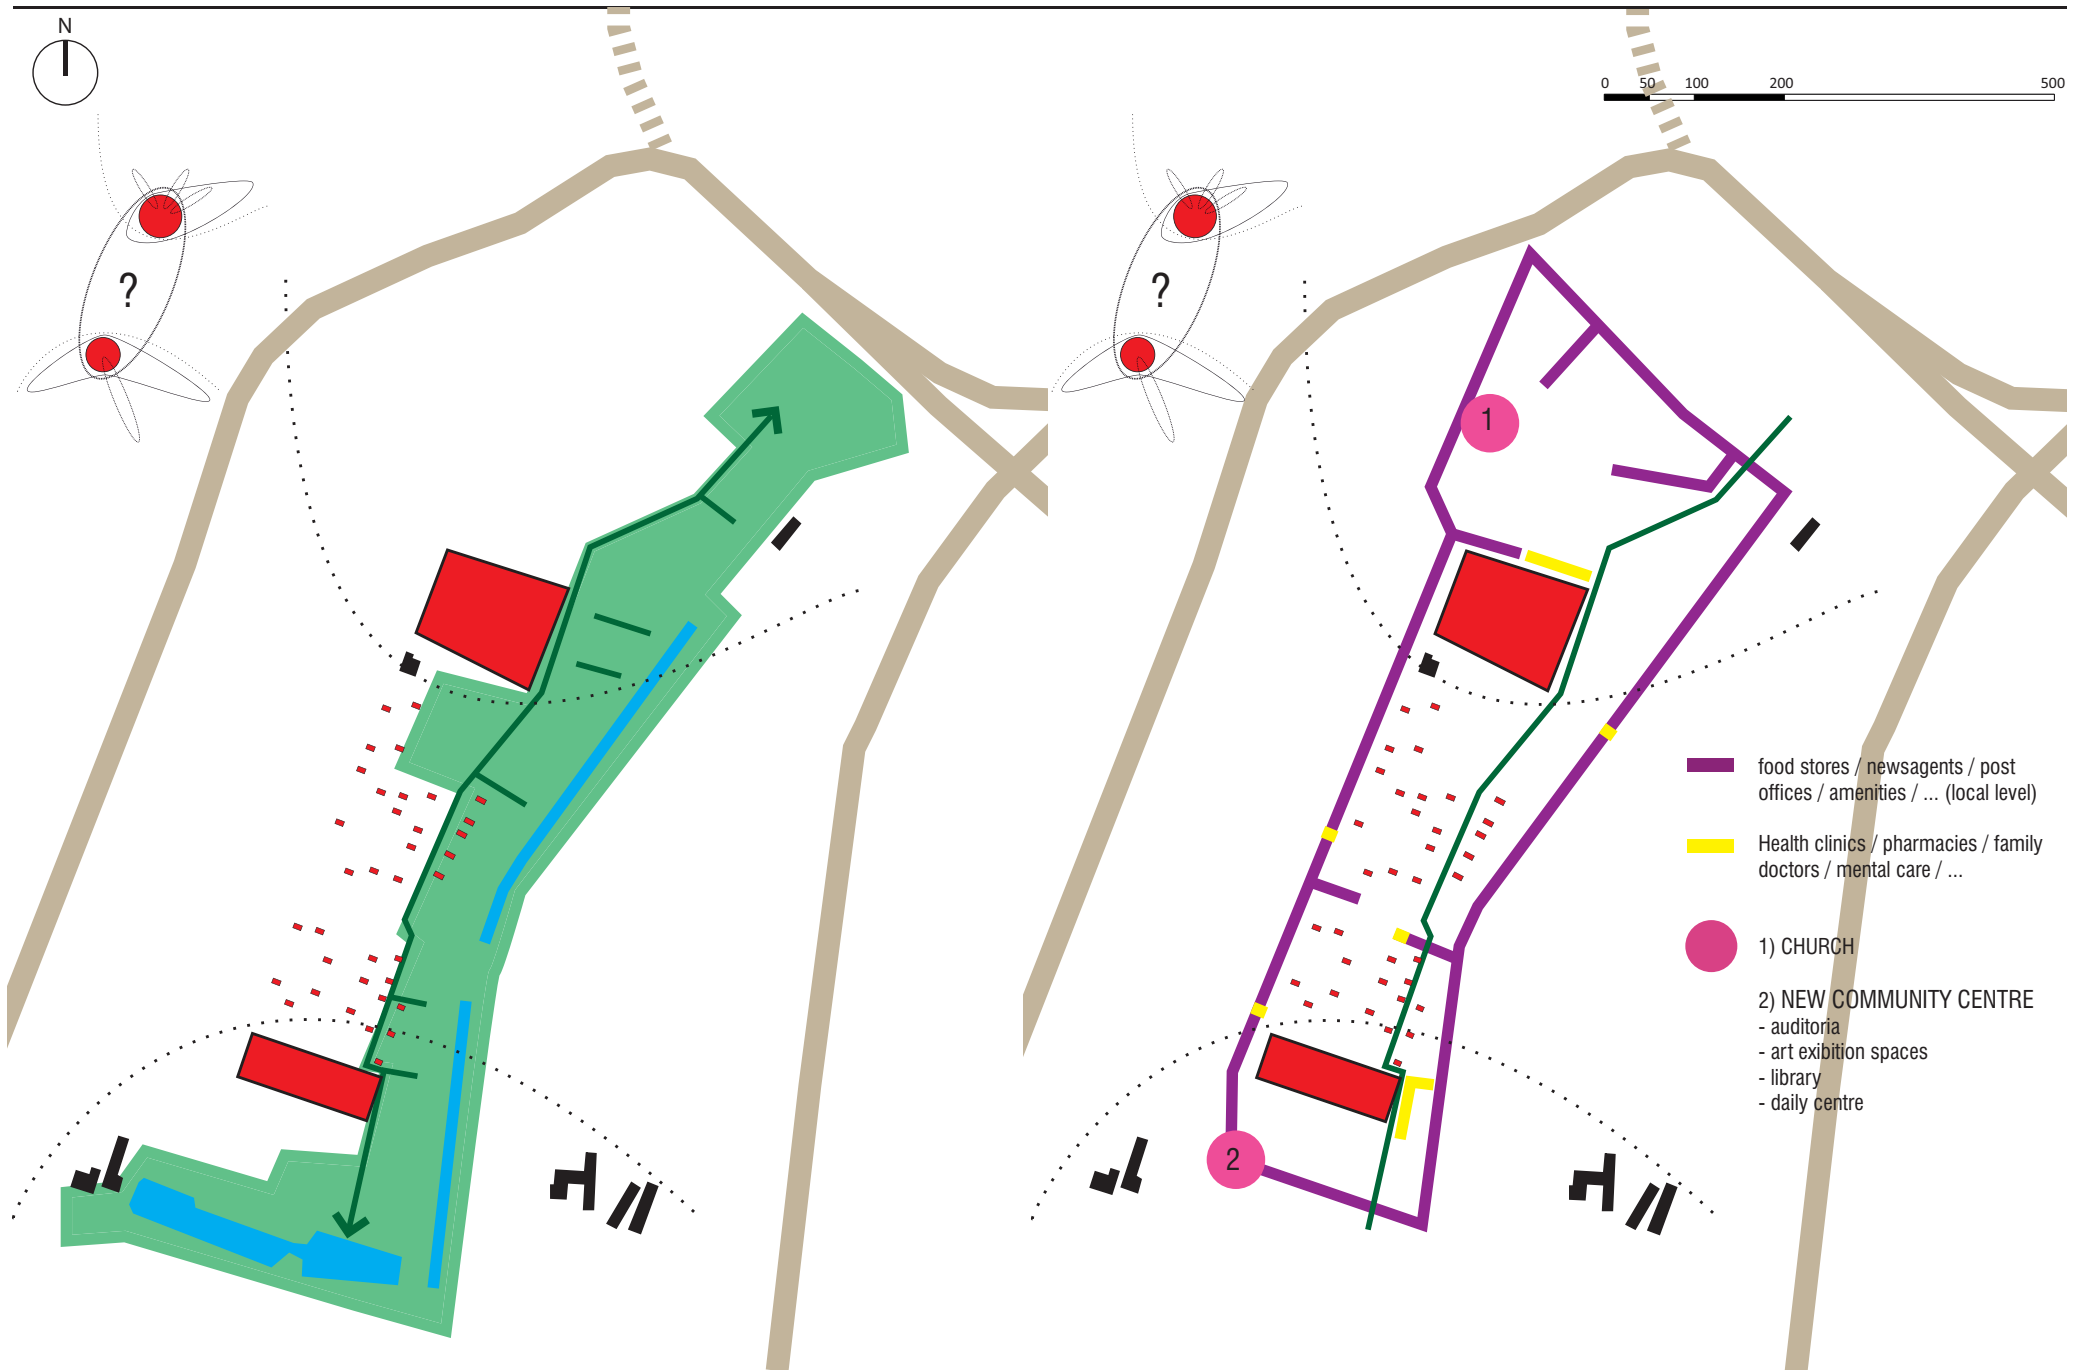 N
0 50 100 200 500
?
?
1
food stores / newsagents / post
offices / amenities / ... (local level)
Health clinics / pharmacies / family
doctors / mental care / ...
1) CHURCH
2) NEW COMMUNITY CENTRE
- auditoria
- art exibition spaces
- library
- daily centre
2